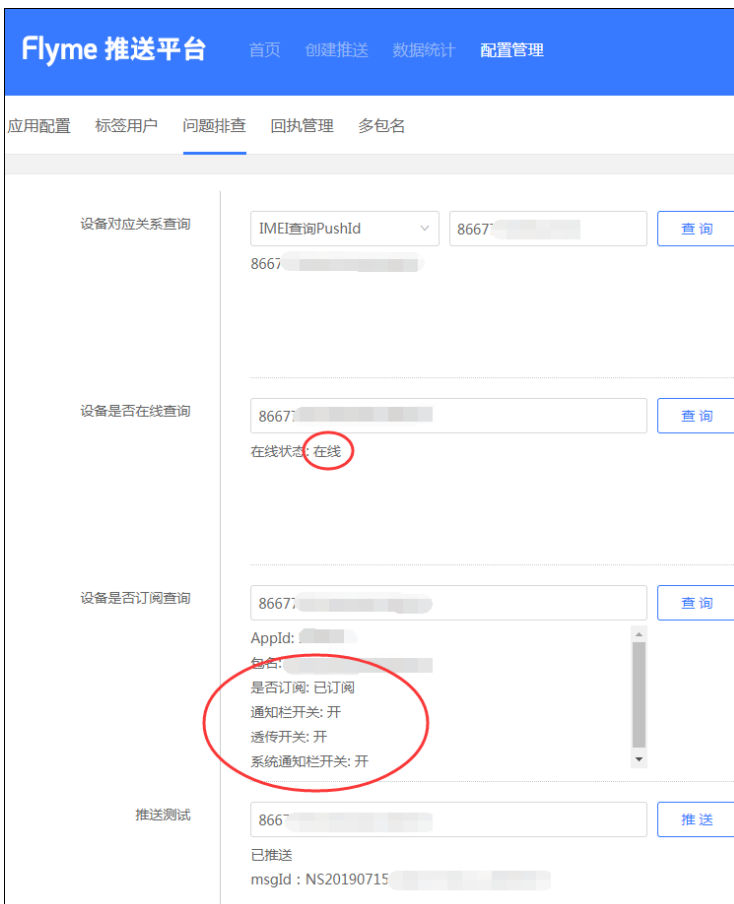 Flyme 推送平台 首页 创建推送 数据统计 配置管理
应用配置 标签用户 问题排查 回执管理 多包名
设备对应关系查询 IMEI查询PushId 8667 查询
8667
设备是否在线查询 8667 查询
在线状态: 在线
设备是否订阅查询 8667 查询
AppId:
包名:
是否订阅: 已订阅
通知栏开关: 开
透传开关: 开
系统通知栏开关: 开
推送测试 866 推送
已推送
msgId：NS20190715